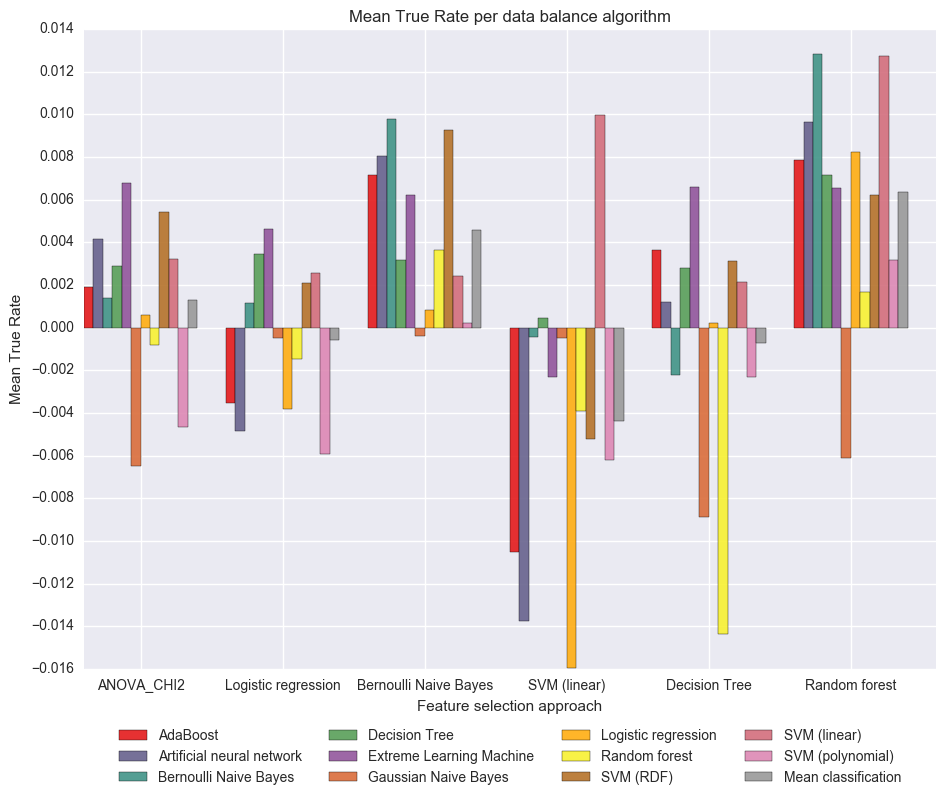 Mean True Rate per data balance algorithm
0.014
0.012
0.010
0.008
0.006
0.004
0.002
0.000
−0.002
−0.004
−0.006
−0.008
−0.010
−0.012
−0.014
−0.016
Mean True Rate
ANOVA_CHI2 Logistic regression Bernoulli Naive Bayes SVM (linear) Decision Tree Random forest
Feature selection approach
AdaBoost Decision Tree Logistic regression SVM (linear)
Artificial neural network Extreme Learning Machine Random forest SVM (polynomial)
Bernoulli Naive Bayes Gaussian Naive Bayes SVM (RDF) Mean classification